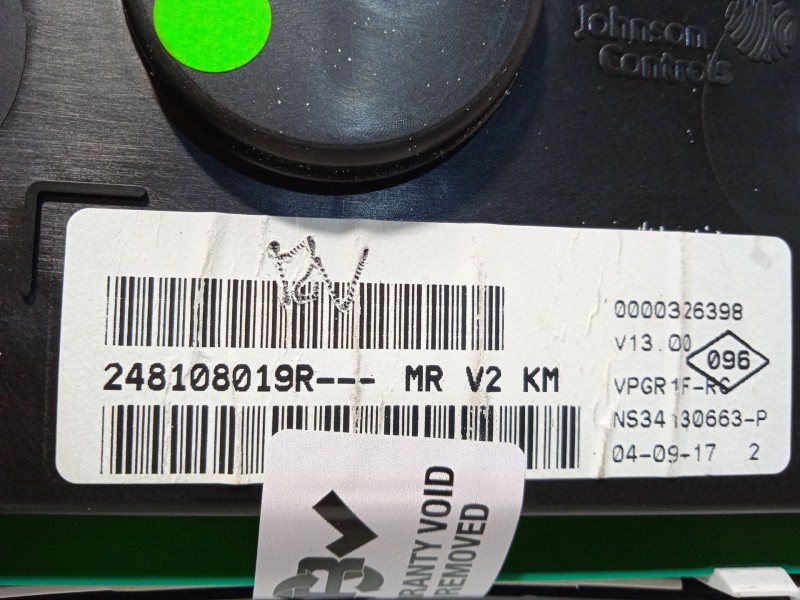 Johnson
Controls
0000326398
V13.00
096
248108019R--- MR V2 KM
VPGR1F-RC
NS34130663-P
04-09-17 2
RANTY VOID
REMOVED